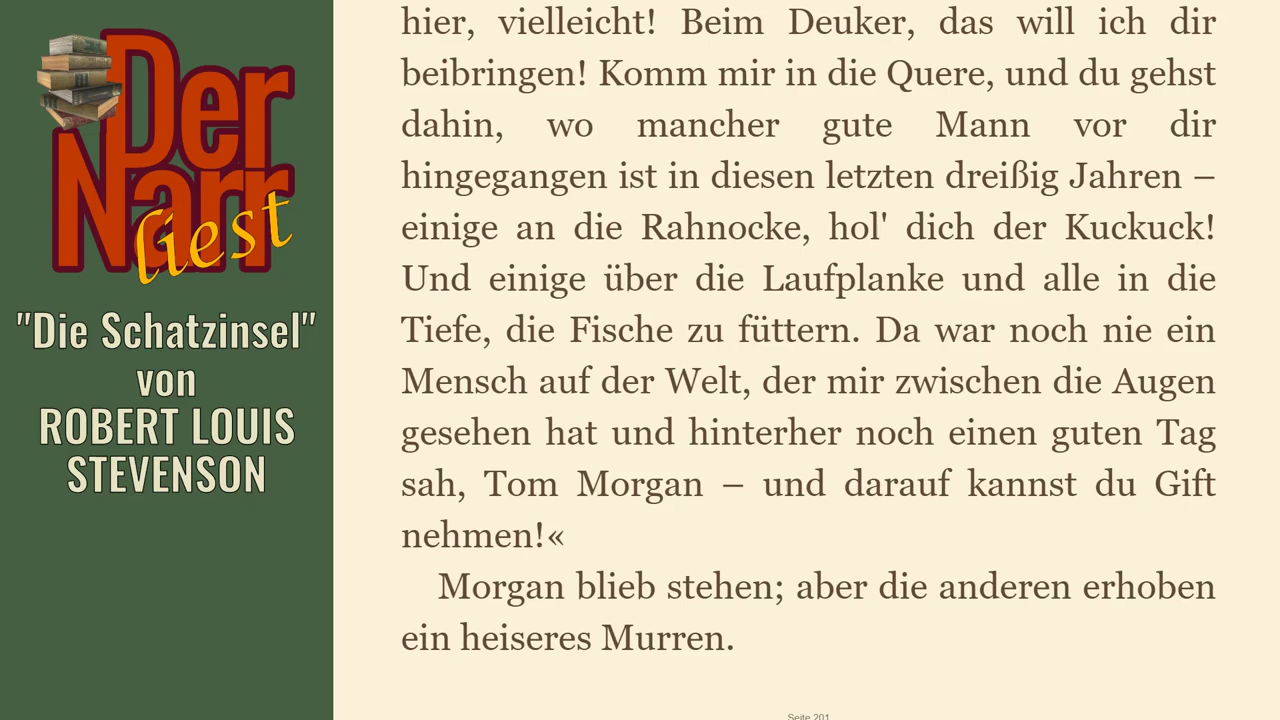 Der
Narr
liest
"Die Schatzinsel"
von
ROBERT LOUIS
STEVENSON
hier, vielleicht! Beim Deuker, das will ich dir
beibringen! Komm mir in die Quere, und du gehst
dahin, wo mancher gute Mann vor dir
hingegangen ist in diesen letzten dreißig Jahren –
einige an die Rahnocke, hol' dich der Kuckuck!
Und einige über die Laufplanke und alle in die
Tiefe, die Fische zu füttern. Da war noch nie ein
Mensch auf der Welt, der mir zwischen die Augen
gesehen hat und hinterher noch einen guten Tag
sah, Tom Morgan – und darauf kannst du Gift
nehmen!«
Morgan blieb stehen; aber die anderen erhoben
ein heiseres Murren.
Seite 201